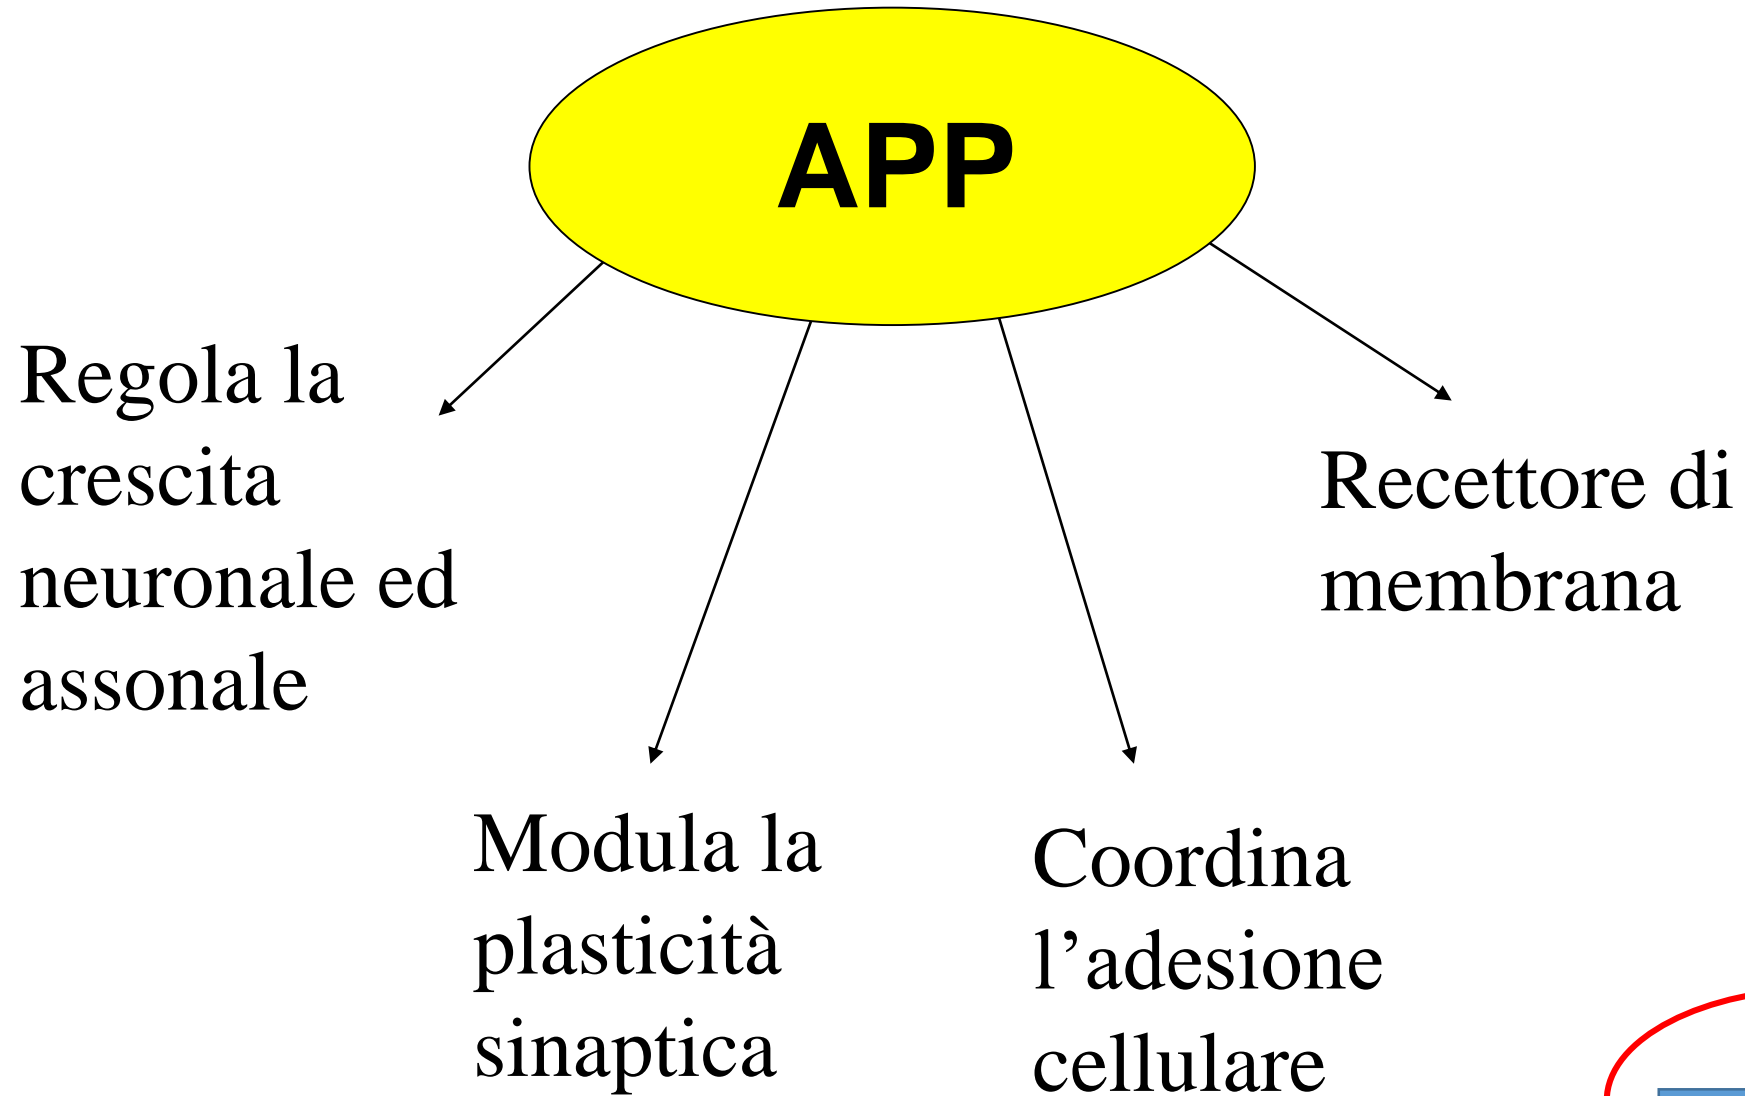 APP
Regola la
crescita
neuronale ed
assonale
Modula la
plasticità
sinaptica
Coordina
l’adesione
cellulare
Recettore di
membrana